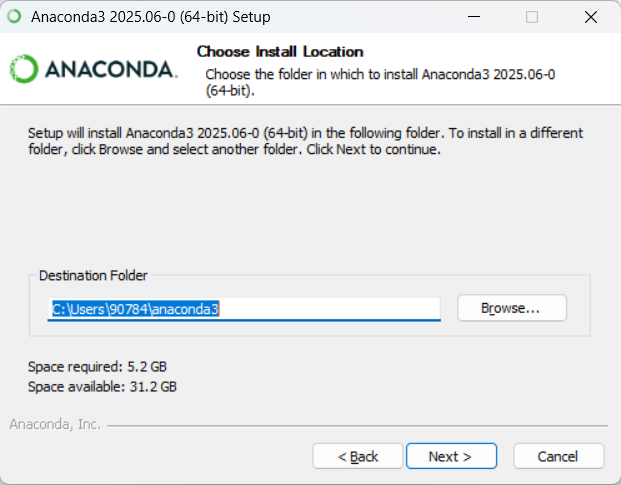 Anaconda3 2025.06-0 (64-bit) Setup
ANACONDA.
Choose Install Location
Choose the folder in which to install Anaconda3 2025.06-0
(64-bit).
Setup will install Anaconda3 2025.06-0 (64-bit) in the following folder. To install in a different
folder, click Browse and select another folder. Click Next to continue.
Destination Folder
C:\Users\90784\anaconda3
Browse...
Space required: 5.2 GB
Space available: 31.2 GB
Anaconda, Inc.
< Back
Next >
Cancel